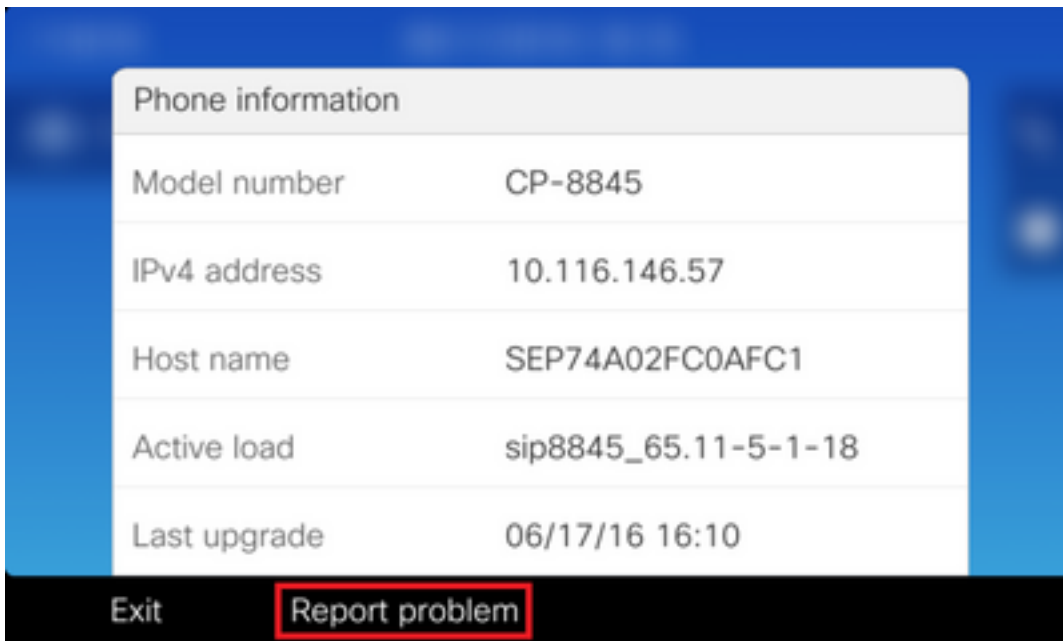 Phone information
Model number CP-8845
IPv4 address 10.116.146.57
Host name SEP74A02FC0AFC1
Active load sip8845_65.11-5-1-18
Last upgrade 06/17/16 16:10
Exit Report problem